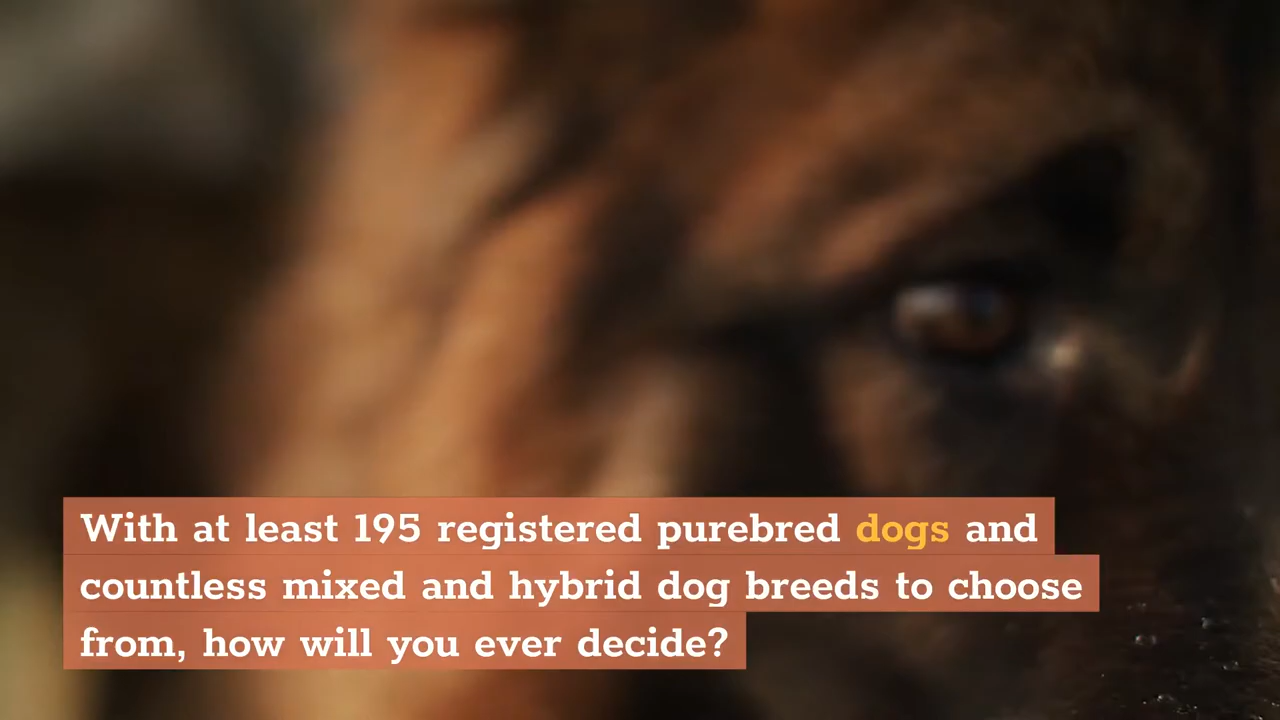 With at least 195 registered purebred dogs and
countless mixed and hybrid dog breeds to choose
from, how will you ever decide?